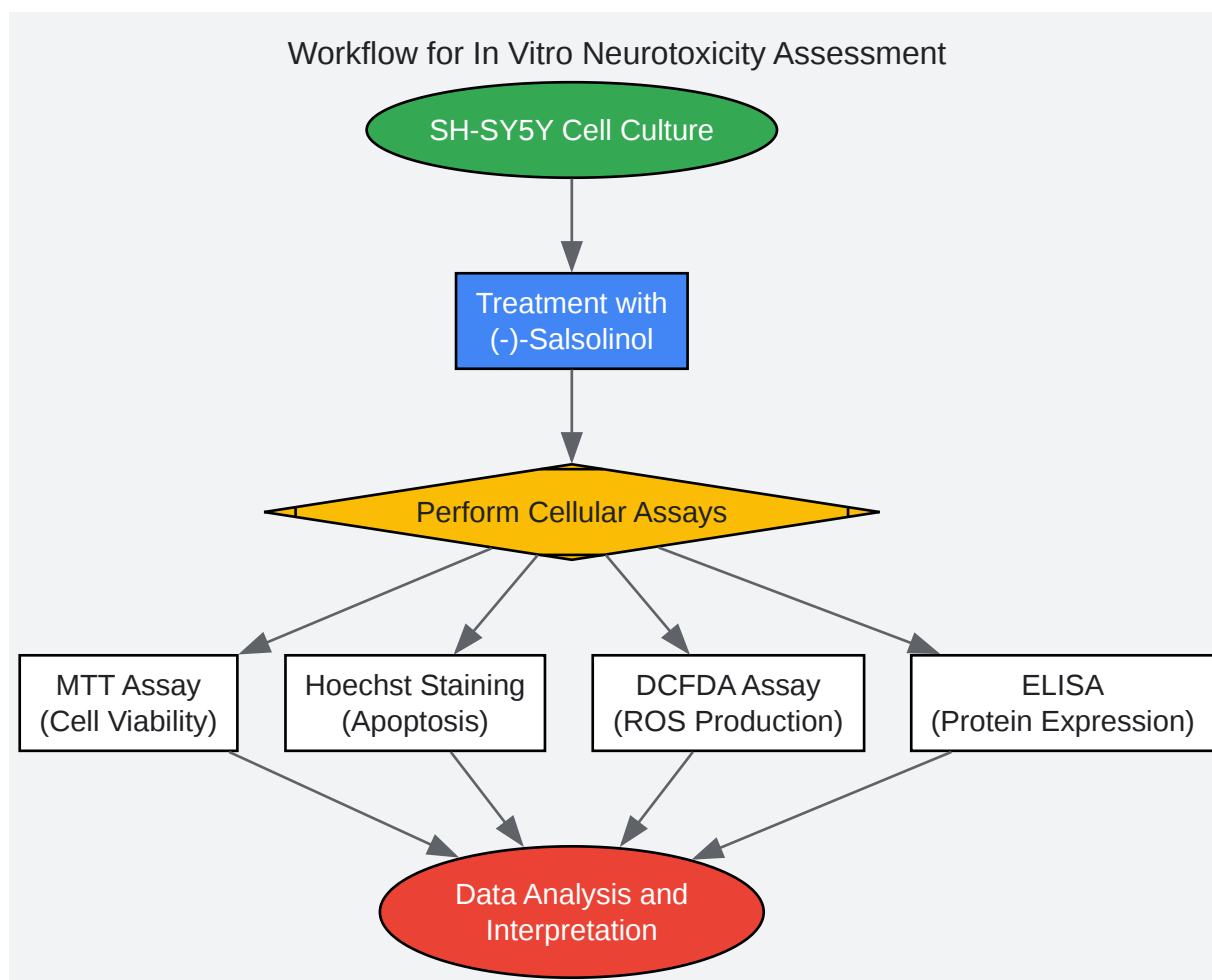 Workflow for In Vitro Neurotoxicity Assessment
SH-SY5Y Cell Culture
Treatment with
(-)-Salsolinol
Perform Cellular Assays
MTT Assay
(Cell Viability)
Hoechst Staining
(Apoptosis)
DCFDA Assay
(ROS Production)
ELISA
(Protein Expression)
Data Analysis and
Interpretation